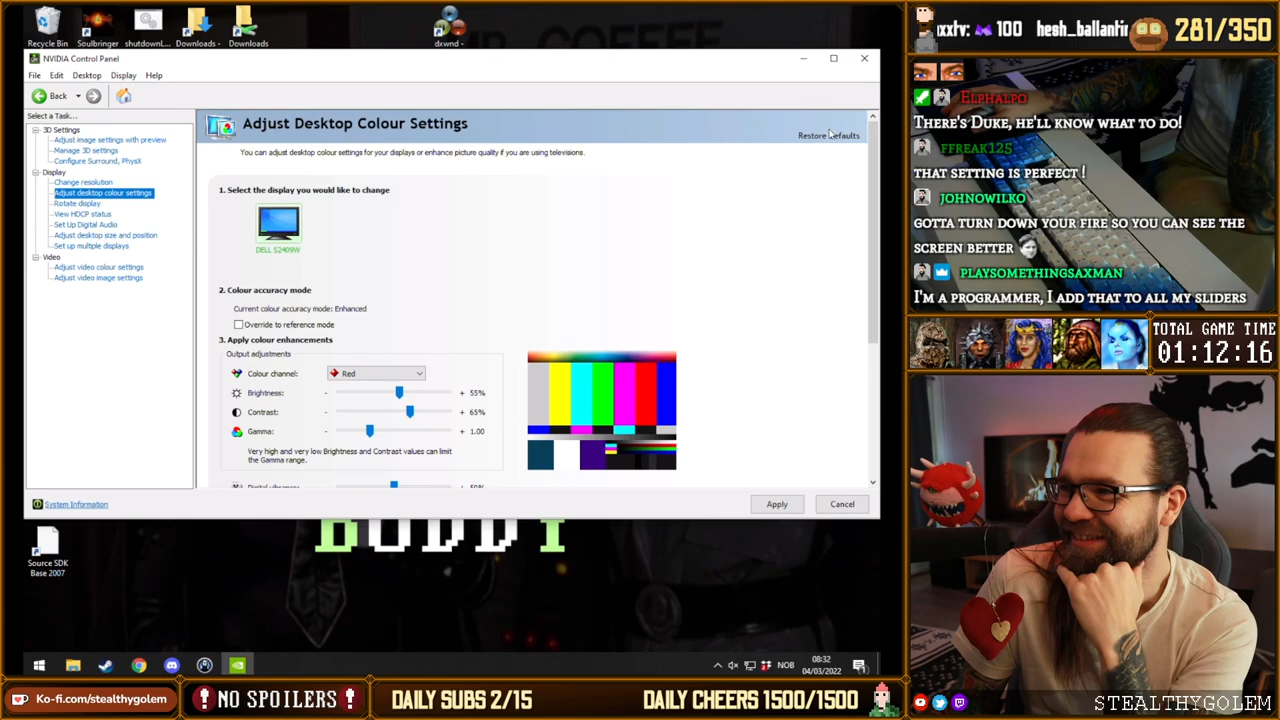 Recycle Bin
Soulbringer
shutdownL...
Downloads -
Downloads
dxwnd -
NVIDIA Control Panel
File Edit Desktop Display Help
Back
Select a Task...
3D Settings
Adjust image settings with preview
Manage 3D settings
Configure Surround, PhysX
Display
Change resolution
Adjust desktop colour settings
Rotate display
View HDCP status
Set Up Digital Audio
Adjust desktop size and position
Set up multiple displays
Video
Adjust video colour settings
Adjust video image settings
System Information
Adjust Desktop Colour Settings
Restore Defaults
You can adjust desktop colour settings for your displays or enhance picture quality if you are using televisions.
1. Select the display you would like to change
DELL S2409W
2. Colour accuracy mode
Current colour accuracy mode: Enhanced
Override to reference mode
3. Apply colour enhancements
Output adjustments
Colour channel: Red
Brightness: - + 55%
Contrast: - + 65%
Gamma: - + 1.00
Very high and very low Brightness and Contrast values can limit
the Gamma range.
Digital vibrance: - + 50%
Apply
Cancel
BUDDY
Source SDK
Base 2007
NOB
08:32
04/03/2022
xxtv: 100 hesh_ballantin
281/350
ELPHALPO
THERE'S DUKE, HE'LL KNOW WHAT TO DO!
FFREAK125
THAT SETTING IS PERFECT !
JOHNOWILKO
GOTTA TURN DOWN YOUR FIRE SO YOU CAN SEE THE
SCREEN BETTER
PLAYSOMETHINGSAXMAN
I'M A PROGRAMMER, I ADD THAT TO ALL MY SLIDERS
TOTAL GAME TIME
01:12:16
Ko-fi.com/stealthygolem
! NO SPOILERS !
DAILY SUBS 2/15
DAILY CHEERS 1500/1500
STEALTHYGOLEM